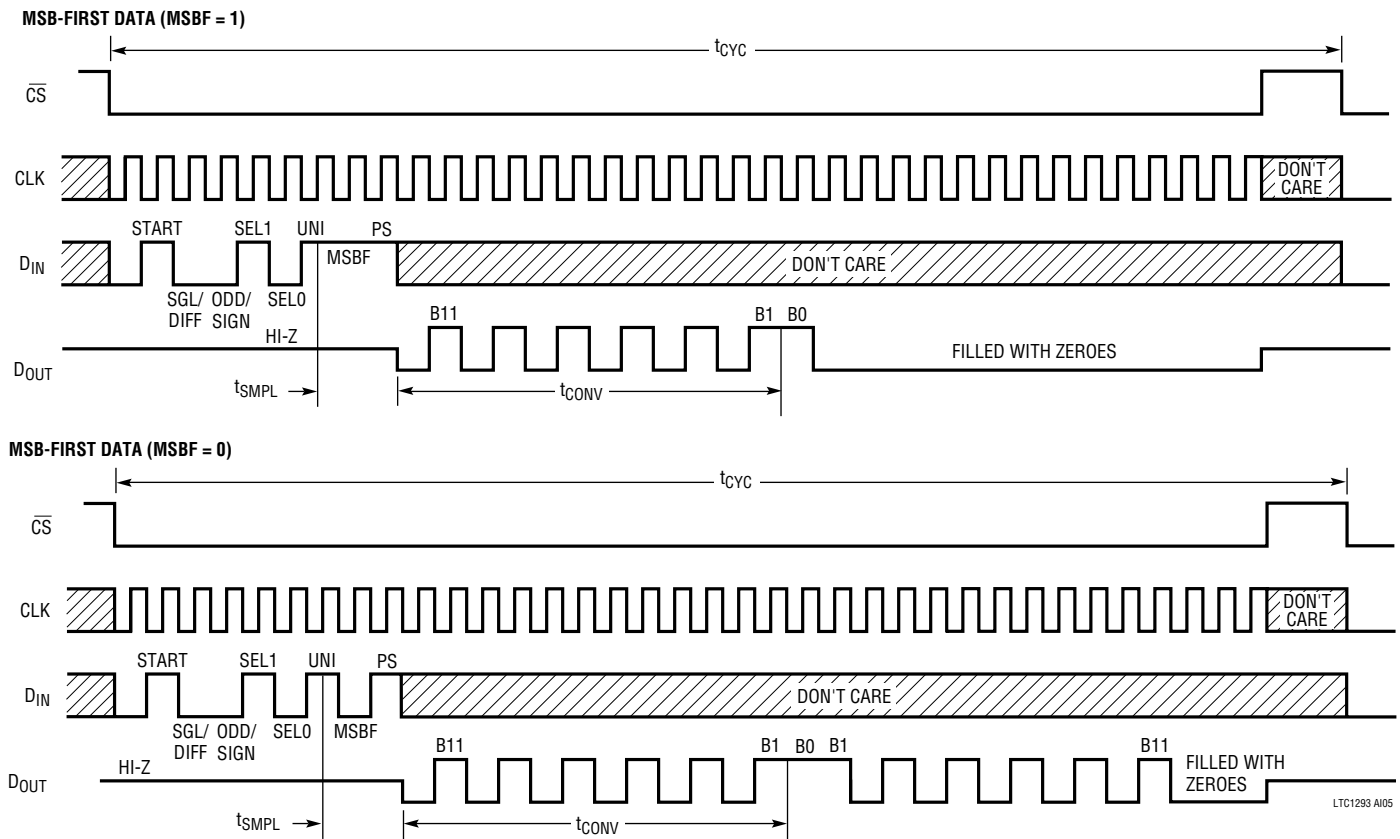 MSB-FIRST DATA (MSBF = 1)
tCYC
CS
CLK
DON'T
CARE
START SEL1 UNI PS
DIN
MSBF
DON'T CARE
SGL/ ODD/ SEL0
DIFF SIGN
HI-Z
B11 B1 B0
DOUT
FILLED WITH ZEROES
tSMPL
tCONV
MSB-FIRST DATA (MSBF = 0)
tCYC
CS
CLK
DON'T
CARE
START SEL1 UNI PS
DIN
DON'T CARE
SGL/ ODD/ SEL0 MSBF
DIFF SIGN
HI-Z
B11 B1 B0 B1 B11
DOUT
FILLED WITH
ZEROES
tSMPL
tCONV
LTC1293 AI05